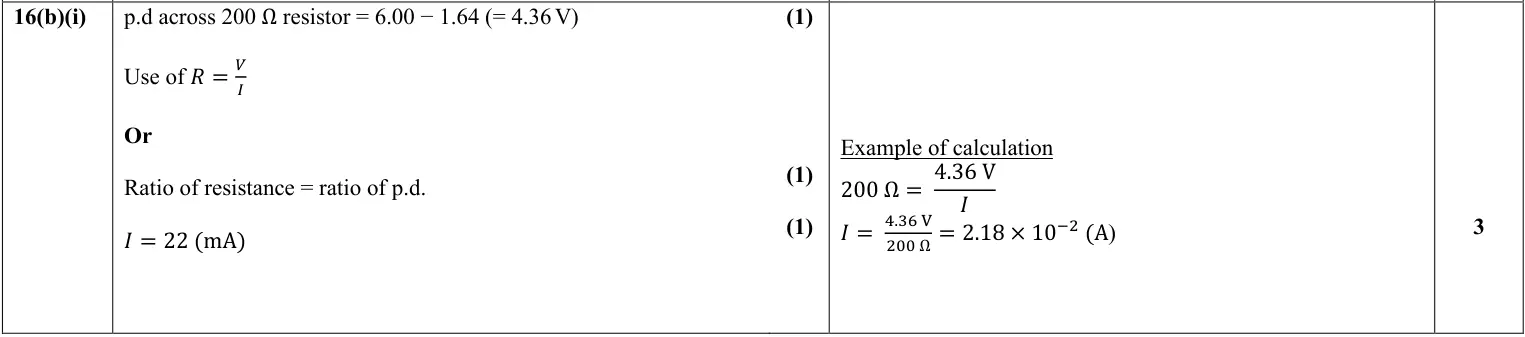 16(b)(i) p.d across 200 Ω resistor = 6.00 − 1.64 (= 4.36 V) (1)
Use of R = V/I
Or
Example of calculation
Ratio of resistance = ratio of p.d. (1)
200 Ω = 4.36 V/I
I = 22 (mA) (1)
I = 4.36 V/200 Ω = 2.18 × 10⁻² (A)
3